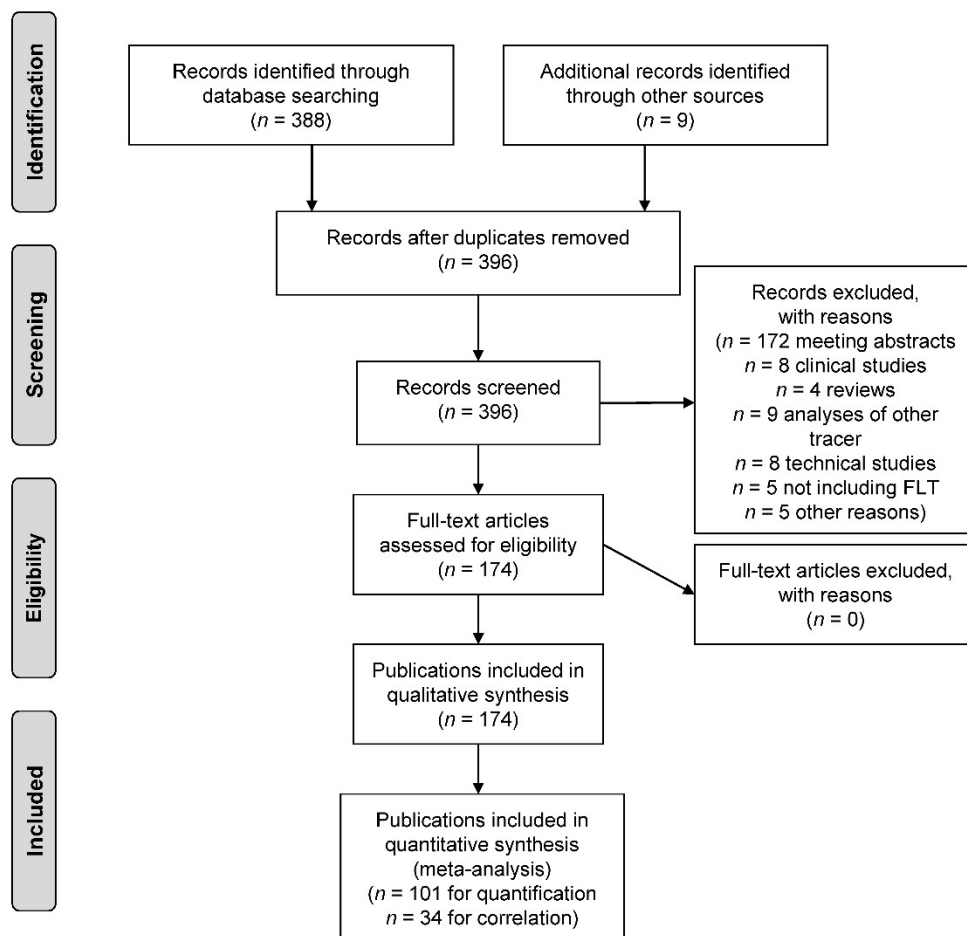 Identification
Records identified through
database searching
(n = 388)
Additional records identified
through other sources
(n = 9)
Records after duplicates removed
(n = 396)
Screening
Records screened
(n = 396)
Records excluded,
with reasons
(n = 172 meeting abstracts
n = 8 clinical studies
n = 4 reviews
n = 9 analyses of other
tracer
n = 8 technical studies
n = 5 not including FLT
n = 5 other reasons)
Eligibility
Full-text articles
assessed for eligibility
(n = 174)
Full-text articles excluded,
with reasons
(n = 0)
Publications included in
qualitative synthesis
(n = 174)
Included
Publications included in
quantitative synthesis
(meta-analysis)
(n = 101 for quantification
n = 34 for correlation)